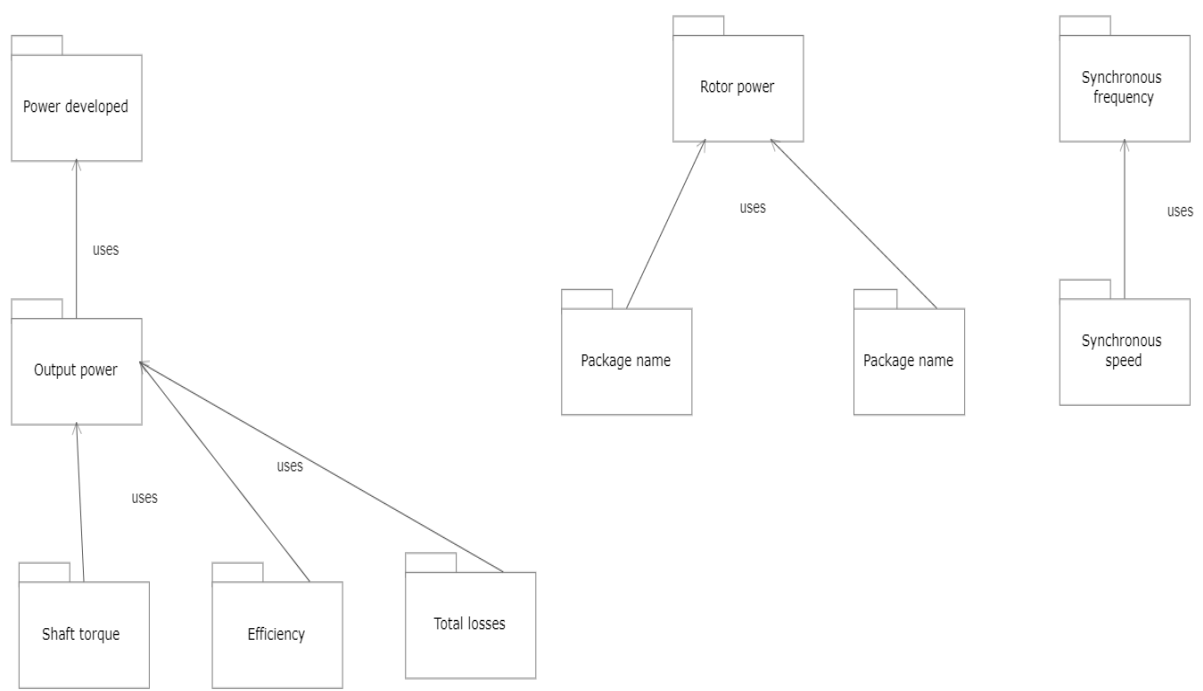 Power developed
uses
Output power
uses
uses
Shaft torque
Efficiency
Total losses
Rotor power
uses
Package name
Package name
Synchronous
frequency
uses
Synchronous
speed